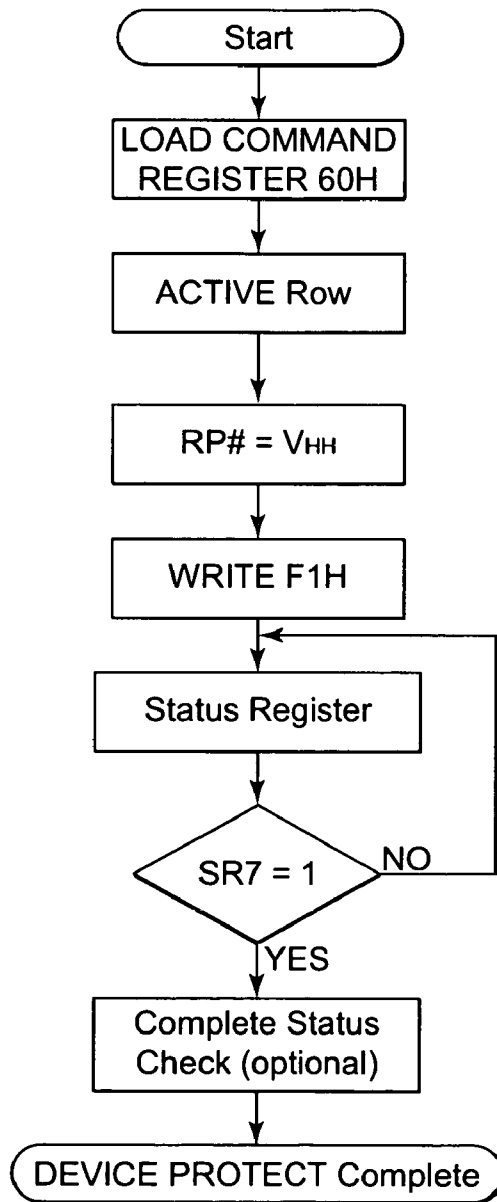 Start
LOAD COMMAND
REGISTER 60H
ACTIVE Row
RP# = VHH
WRITE F1H
Status Register
SR7 = 1
NO
YES
Complete Status
Check (optional)
DEVICE PROTECT Complete